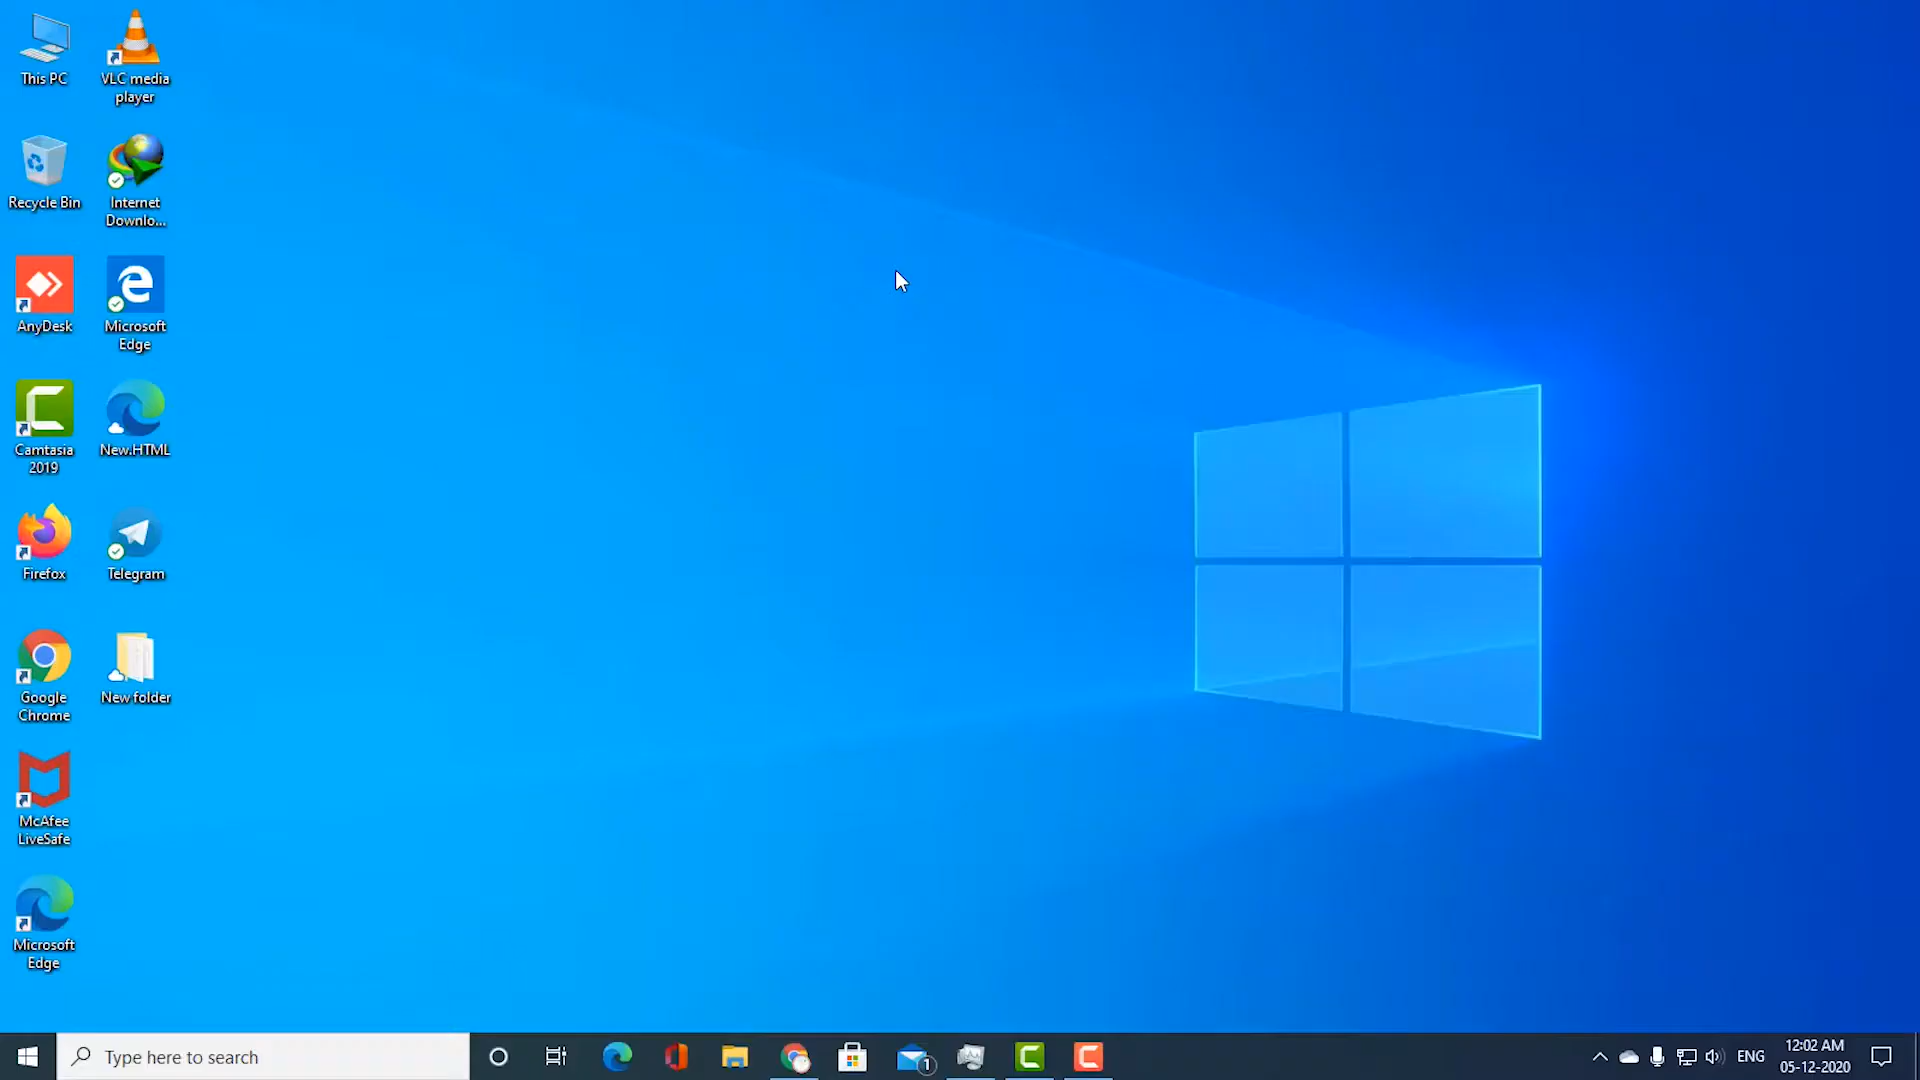 This PC
VLC media
player
Recycle Bin
Internet
Downlo...
AnyDesk
Microsoft
Edge
Camtasia
2019
New.HTML
Firefox
Telegram
Google
Chrome
New folder
McAfee
LiveSafe
Microsoft
Edge
Type here to search
1
ENG
12:02 AM
05-12-2020